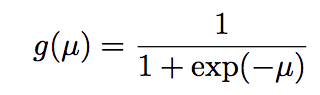 g(μ) = 1 / (1 + exp(−μ))